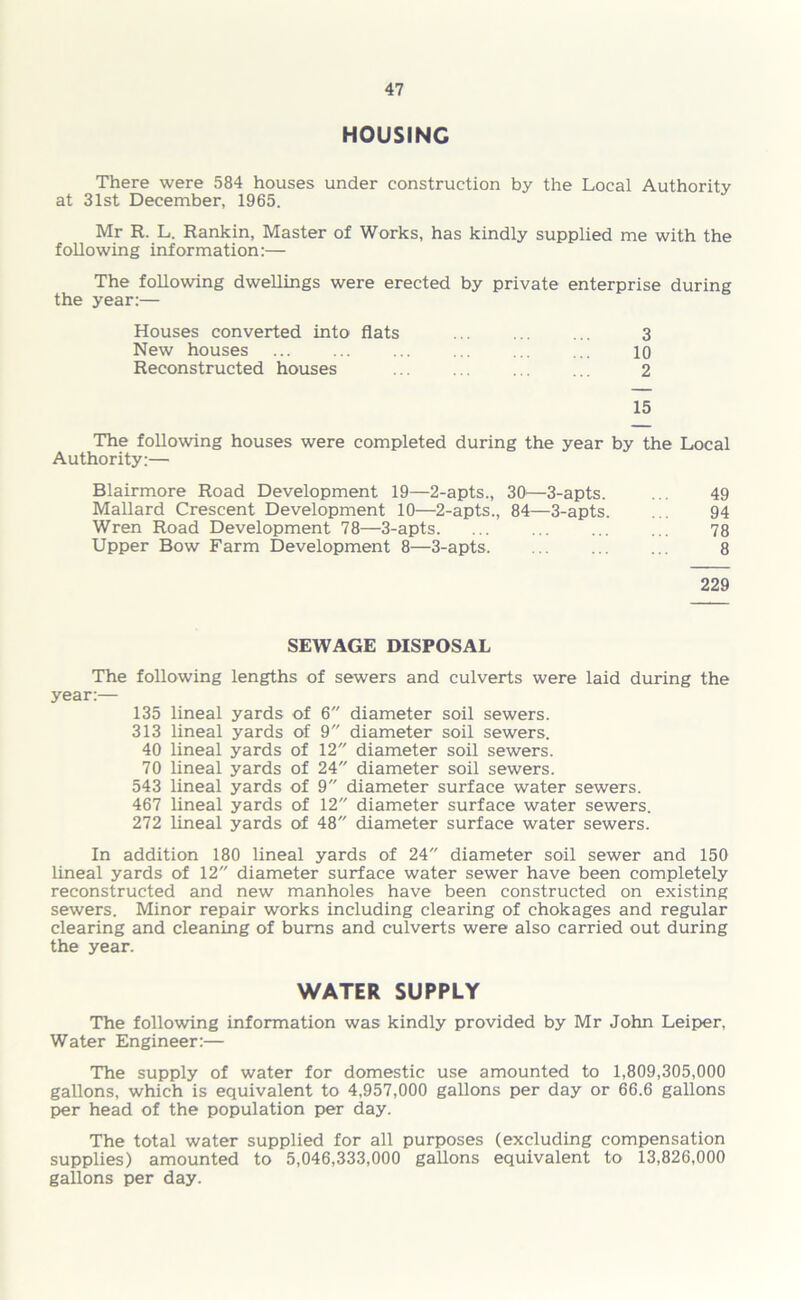 47
HOUSING
There were 584 houses under construction by the Local Authority
at 31st December, 1965.
Mr R. L. Rankin, Master of Works, has kindly supplied me with the
following information:—
The following dwellings were erected by private enterprise during
the year:—
Houses converted into flats ... ... ... 3
New houses ... ... ... ... ... ... 10
Reconstructed houses ... ... ... ... 2
15
The following houses were completed during the year by the Local
Authority:—
Blairmore Road Development 19—2-apts., 30—3-apts. ... 49
Mallard Crescent Development 10—2-apts., 84—3-apts. ... 94
Wren Road Development 78—3-apts. ... ... ... ... 78
Upper Bow Farm Development 8—3-apts. ... ... ... 8
229
SEWAGE DISPOSAL
The following lengths of sewers and culverts were laid during the
year:—
135 lineal yards of 6" diameter soil sewers.
313 lineal yards of 9" diameter soil sewers.
40 lineal yards of 12" diameter soil sewers.
70 lineal yards of 24" diameter soil sewers.
543 lineal yards of 9" diameter surface water sewers.
467 lineal yards of 12" diameter surface water sewers.
272 lineal yards of 48" diameter surface water sewers.
In addition 180 lineal yards of 24" diameter soil sewer and 150
lineal yards of 12" diameter surface water sewer have been completely
reconstructed and new manholes have been constructed on existing
sewers. Minor repair works including clearing of chokages and regular
clearing and cleaning of burns and culverts were also carried out during
the year.
WATER SUPPLY
The following information was kindly provided by Mr John Leiper,
Water Engineer:—
The supply of water for domestic use amounted to 1,809,305,000
gallons, which is equivalent to 4,957,000 gallons per day or 66.6 gallons
per head of the population per day.
The total water supplied for all purposes (excluding compensation
supplies) amounted to 5,046,333,000 gallons equivalent to 13,826,000
gallons per day.